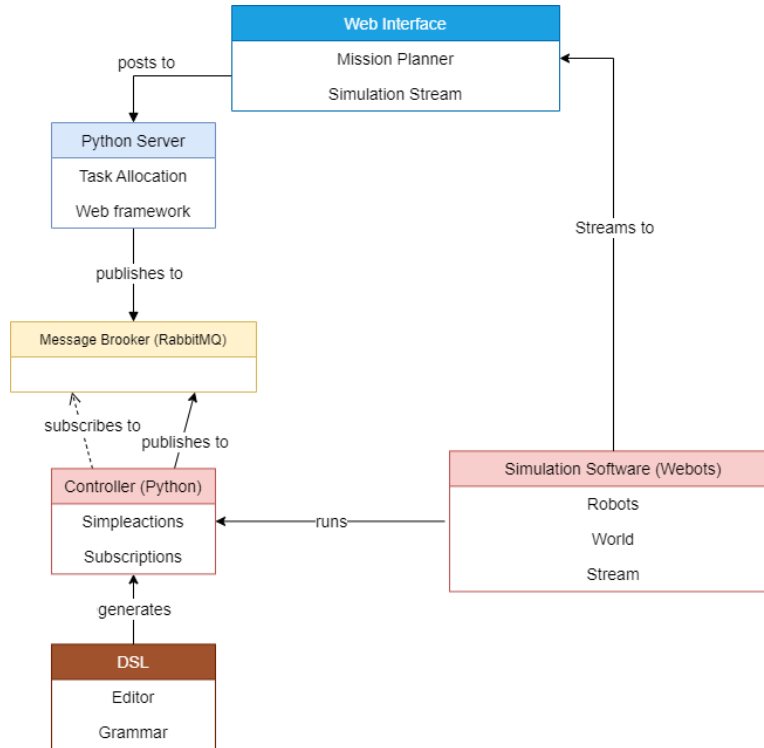 Web Interface
Mission Planner
Simulation Stream
posts to
Python Server
Task Allocation
Web framework
Streams to
publishes to
Message Brooker (RabbitMQ)
subscribes to
publishes to
Controller (Python)
Simpleactions
Subscriptions
runs
Simulation Software (Webots)
Robots
World
Stream
generates
DSL
Editor
Grammar